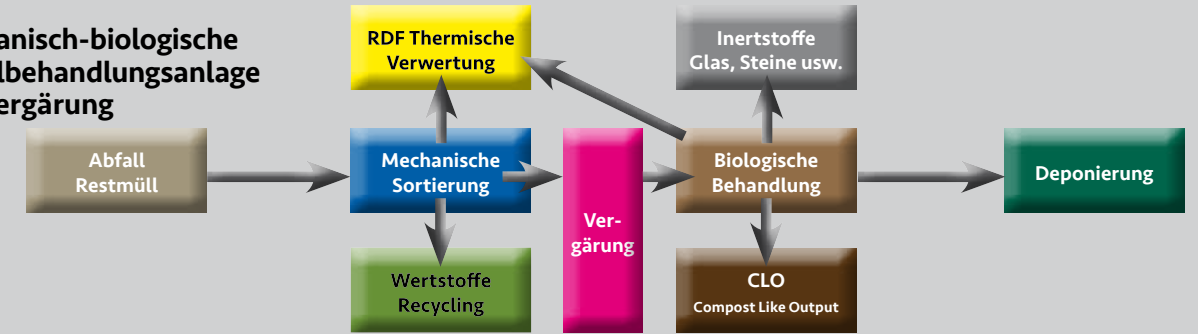 anisch-biologische
lbehandlungsanlage
ergärung
RDF Thermische
Verwertung
Inertstoffe
Glas, Steine usw.
Abfall
Restmüll
Mechanische
Sortierung
Ver-
gärung
Biologische
Behandlung
Deponierung
Wertstoffe
Recycling
CLO
Compost Like Output